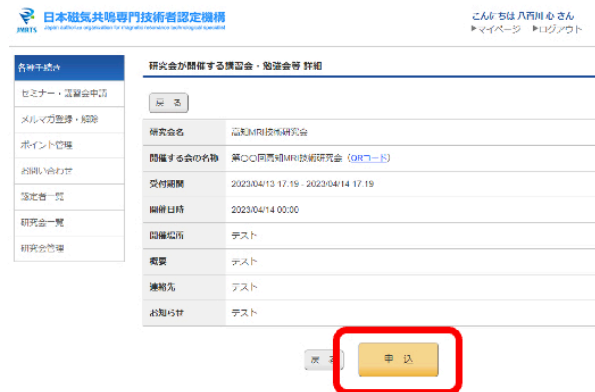 日本磁気共鳴専門技術者認定機構
JMRTS
Japan authorize organization for magnetic resonance technological specialist
こんにちは 八百川 心 さん
▶マイページ ▶ログアウト
各種手続き
セミナー・講習会申請
メルマガ登録・解除
ポイント管理
お問い合わせ
認定者一覧
研究会一覧
研究会管理
研究会が開催する講習会・勉強会等 詳細
戻 る
研究会名 高知MRI技術研究会
開催する会の名称 第〇〇回高知MRI技術研究会（QRコード）
受付期間 2023/04/13 17:19 - 2023/04/14 17:19
開催日時 2023/04/14 00:00
開催場所 テスト
概要 テスト
連絡先 テスト
お知らせ テスト
戻 る
申 込